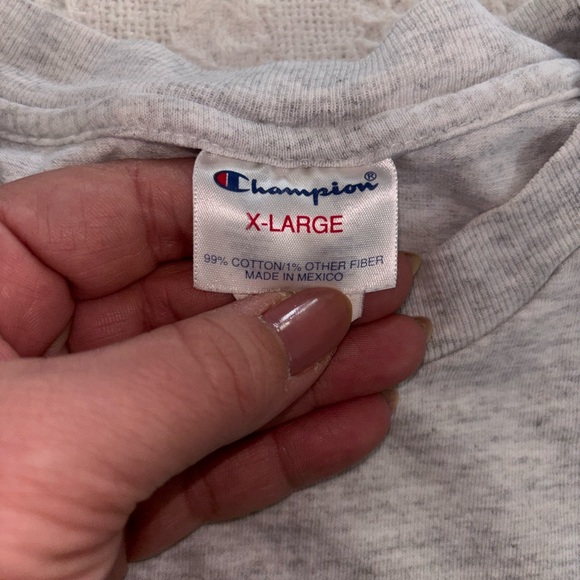 Champion®
X-LARGE
99% COTTON/1% OTHER FIBER
MADE IN MEXICO